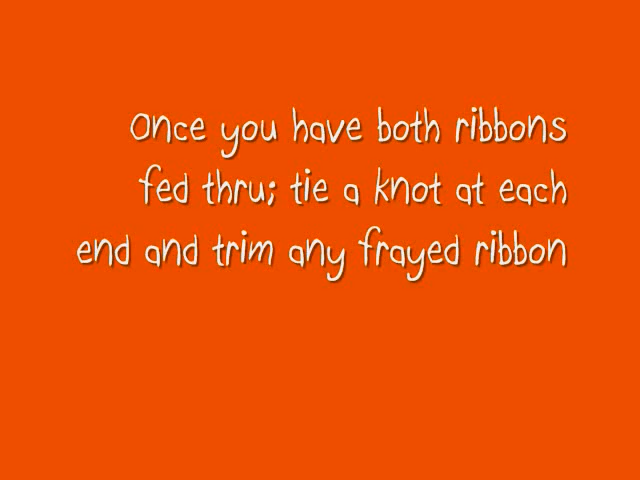 Once you have both ribbons
fed thru; tie a knot at each
end and trim any frayed ribbon